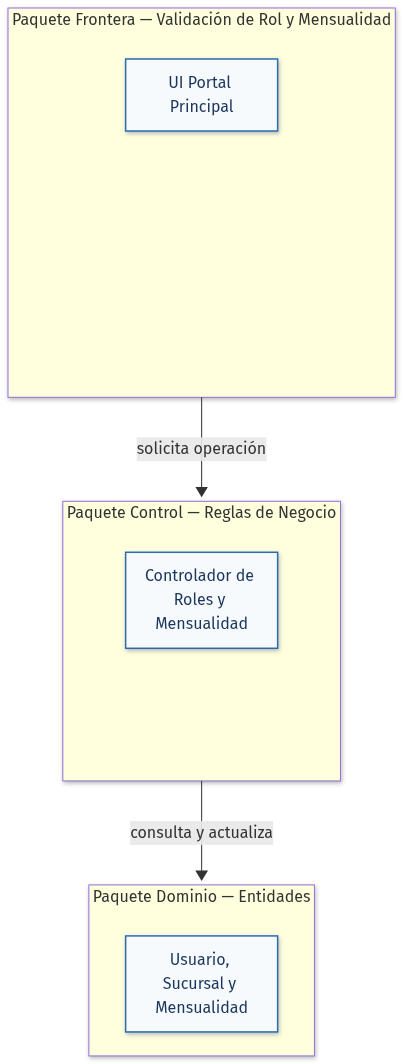 Paquete Frontera — Validación de Rol y Mensualidad
UI Portal
Principal
solicita operación
Paquete Control — Reglas de Negocio
Controlador de
Roles y
Mensualidad
consulta y actualiza
Paquete Dominio — Entidades
Usuario,
Sucursal y
Mensualidad